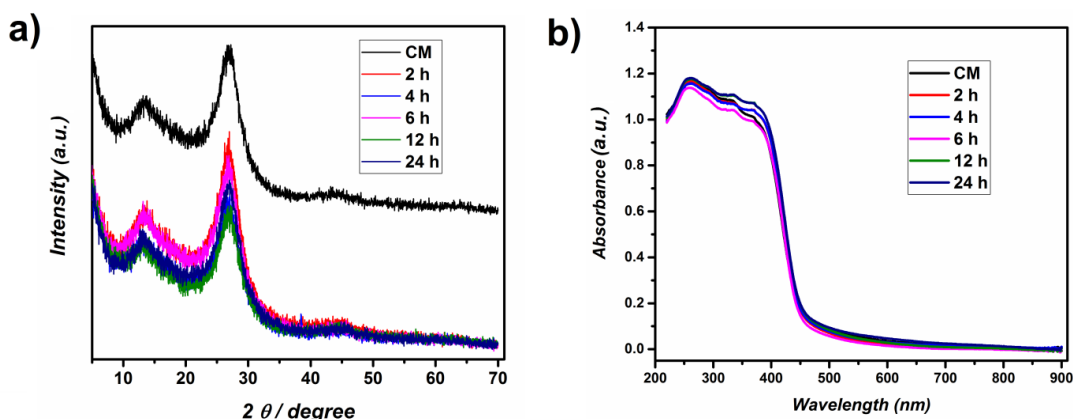 a)
CM
2 h
4 h
6 h
12 h
24 h
Intensity (a.u.)
10
20
30
40
50
60
70
2 θ / degree
b)
CM
2 h
4 h
6 h
12 h
24 h
Absorbance (a.u.)
1.4
1.2
1.0
0.8
0.6
0.4
0.2
0.0
200
300
400
500
600
700
800
900
Wavelength (nm)